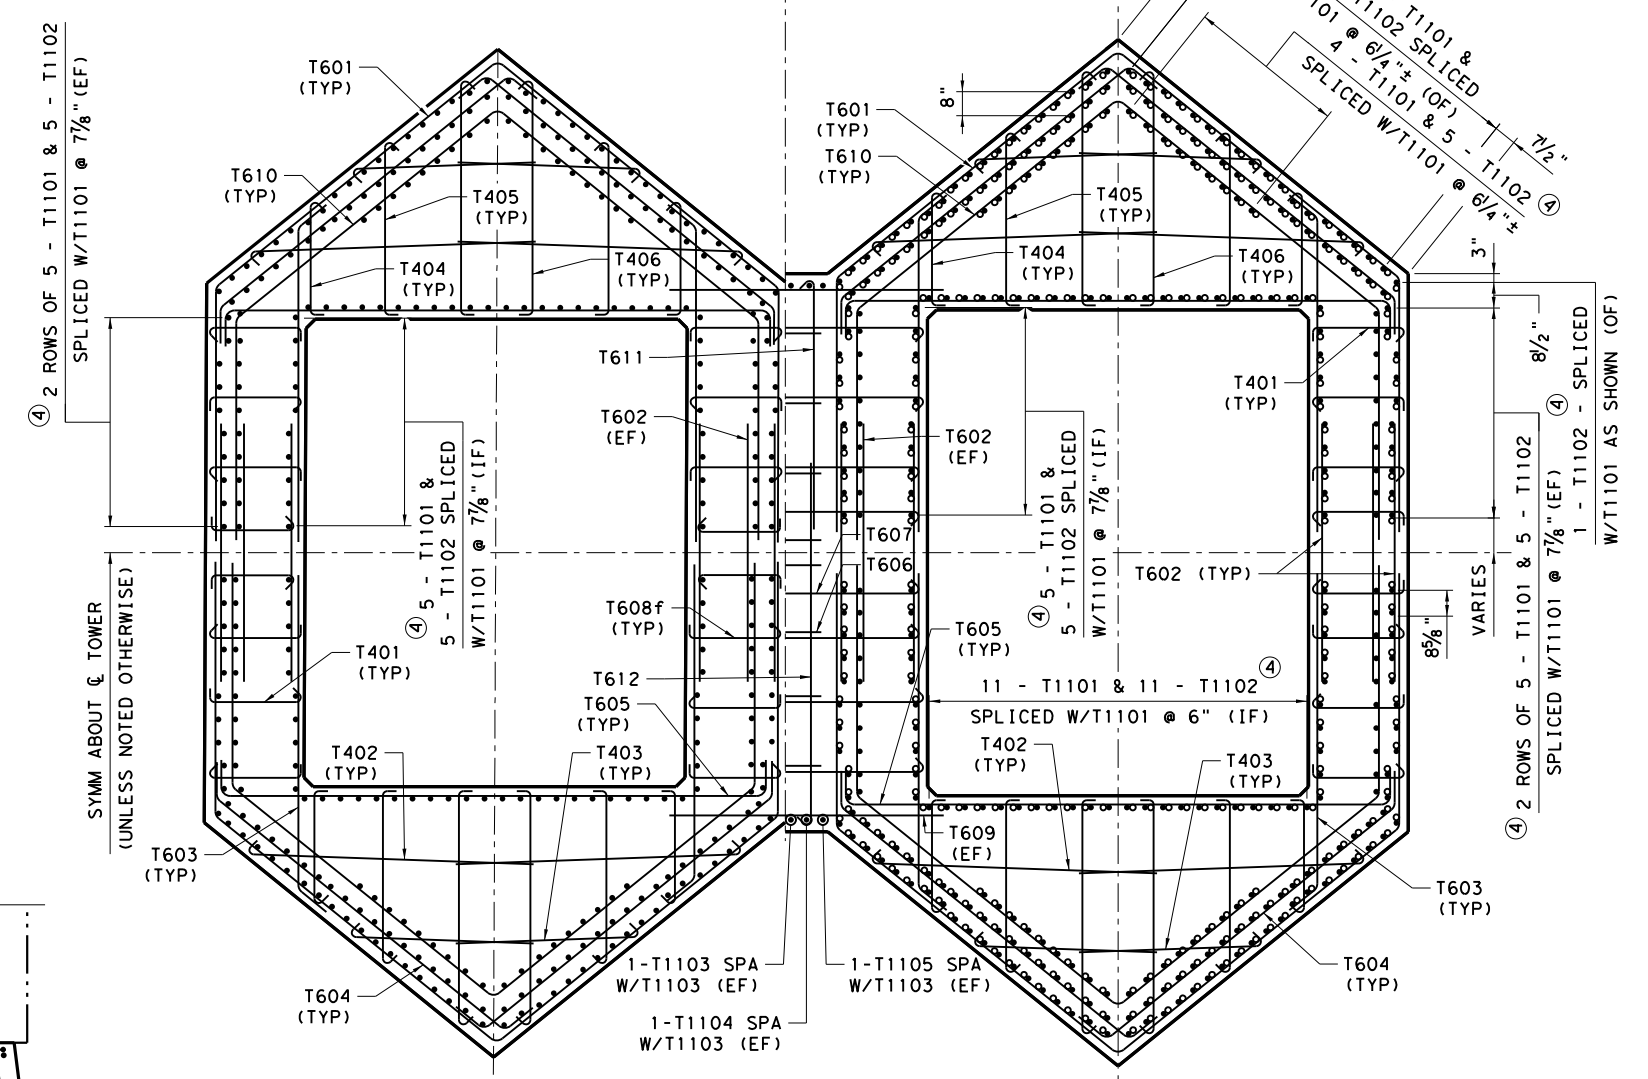 ④ 2 ROWS OF 5 - T1101 & 5 - T1102
SPLICED W/T1101 @ 7⅞" (EF)
T601
(TYP)
T610
(TYP)
T405
(TYP)
T404
(TYP)
T406
(TYP)
T601
(TYP)
T610
(TYP)
8"
T405
(TYP)
T404
(TYP)
T406
(TYP)
T1101 &
T1102 SPLICED
@ 6¼"± (OF)
4 - T1101 & 5 - T1102 ④
SPLICED W/T1101 @ 6¼"±
7½"
3"
8½"
1 - T1102 - SPLICED
W/T1101 AS SHOWN (OF)
④
T611
T602
(EF)
T602
(EF)
T401
(TYP)
④ 5 - T1101 &
5 - T1102 SPLICED
W/T1101 @ 7⅞" (IF)
④ 5 - T1101 &
5 - T1102 SPLICED
W/T1101 @ 7⅞" (IF)
④ 2 ROWS OF 5 - T1101 & 5 - T1102
SPLICED W/T1101 @ 7⅞" (EF)
T607
T606
T602 (TYP)
VARIES
8⅝"
SYMM ABOUT ℄ TOWER
(UNLESS NOTED OTHERWISE)
T608f
(TYP)
T605
(TYP)
T401
(TYP)
T612
T605
(TYP)
④
11 - T1101 & 11 - T1102
SPLICED W/T1101 @ 6" (IF)
T402
(TYP)
T403
(TYP)
T402
(TYP)
T403
(TYP)
T609
(EF)
T603
(TYP)
T603
(TYP)
T604
(TYP)
T604
(TYP)
1-T1103 SPA
W/T1103 (EF)
1-T1105 SPA
W/T1103 (EF)
1-T1104 SPA
W/T1103 (EF)